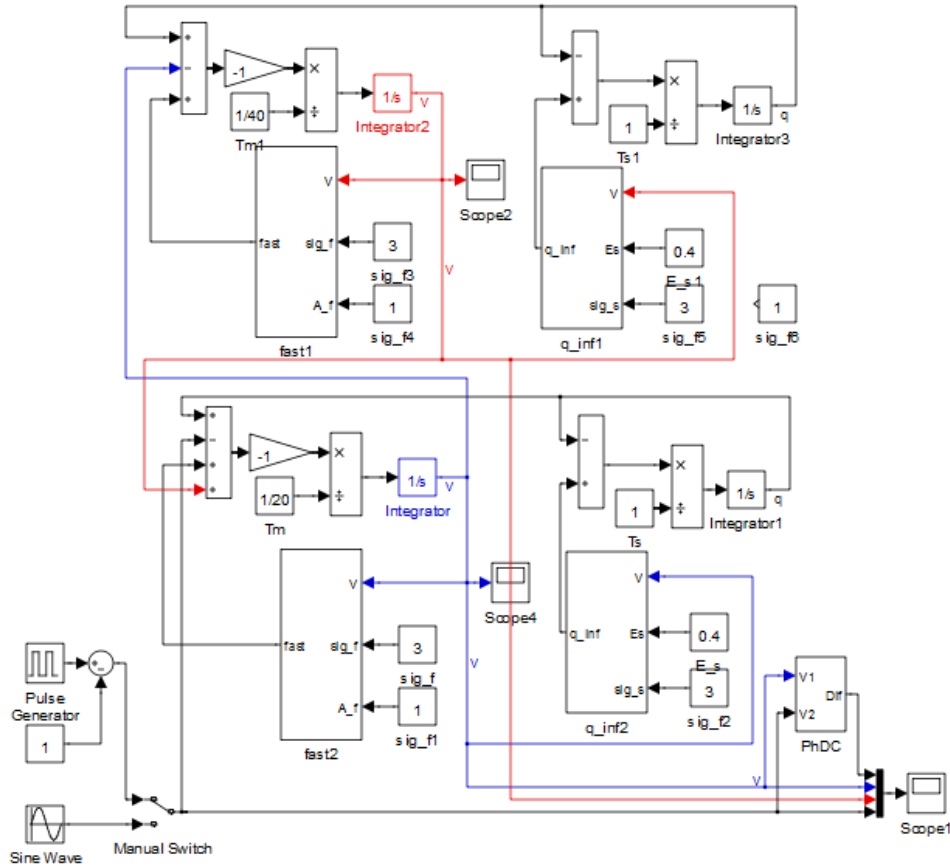 +
-
+
-1
×
÷
1/s
V
Integrator2
1/40
Tm1
V
fast
sig_f
A_f
fast1
3
sig_f3
1
sig_f4
Scope2
V
-
+
×
÷
1
Ts1
1/s
q
Integrator3
V
q_inf
Es
sig_s
q_inf1
0.4
E_s1
3
sig_f5
1
sig_f6
+
-
+
+
-1
×
÷
1/20
Tm
1/s
V
Integrator
V
fast
sig_f
A_f
fast2
3
sig_f
1
sig_f1
Scope4
V
-
+
×
÷
1
Ts
1/s
q
Integrator1
V
q_inf
Es
sig_s
q_inf2
0.4
E_s
3
sig_f2
Pulse
Generator
+
-
1
Sine Wave
Manual Switch
V1
V2
Dif
PhDC
V
Scope1